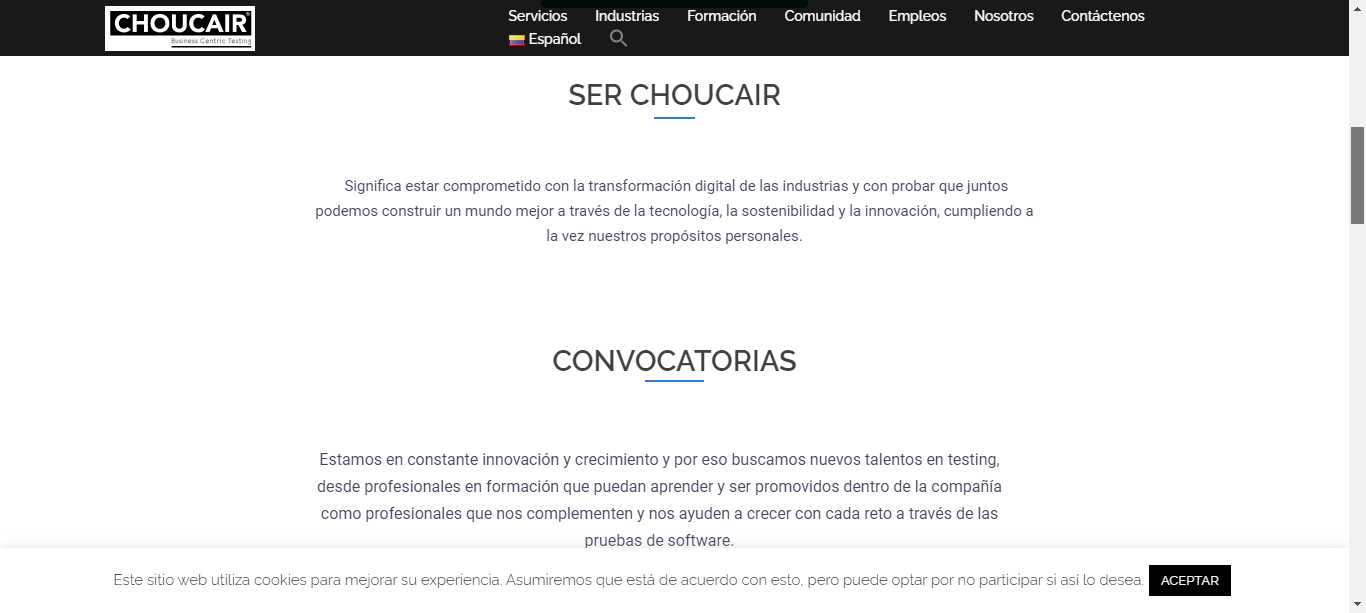 CHOUCAIR®
Business Centric Testing
Servicios Industrias Formación Comunidad Empleos Nosotros Contáctenos
Español
SER CHOUCAIR
Significa estar comprometido con la transformación digital de las industrias y con probar que juntos
podemos construir un mundo mejor a través de la tecnología, la sostenibilidad y la innovación, cumpliendo a
la vez nuestros propósitos personales.
CONVOCATORIAS
Estamos en constante innovación y crecimiento y por eso buscamos nuevos talentos en testing,
desde profesionales en formación que puedan aprender y ser promovidos dentro de la compañía
como profesionales que nos complementen y nos ayuden a crecer con cada reto a través de las
pruebas de software.
Este sitio web utiliza cookies para mejorar su experiencia. Asumiremos que está de acuerdo con esto, pero puede optar por no participar si así lo desea. ACEPTAR